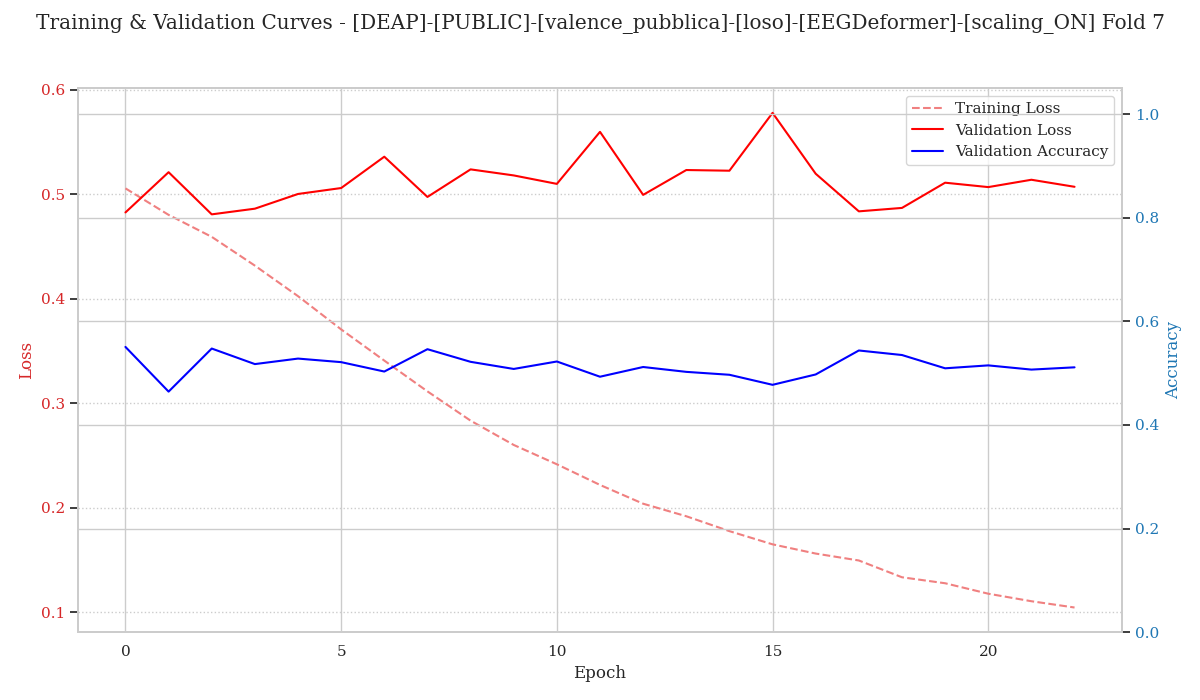 Training & Validation Curves - [DEAP]-[PUBLIC]-[valence_pubblica]-[loso]-[EEGDeformer]-[scaling_ON] Fold 7
Training Loss
Validation Loss
Validation Accuracy
Loss
0.6
0.5
0.4
0.3
0.2
0.1
1.0
0.8
0.6
0.4
0.2
0.0
Accuracy
0 5 10 15 20
Epoch